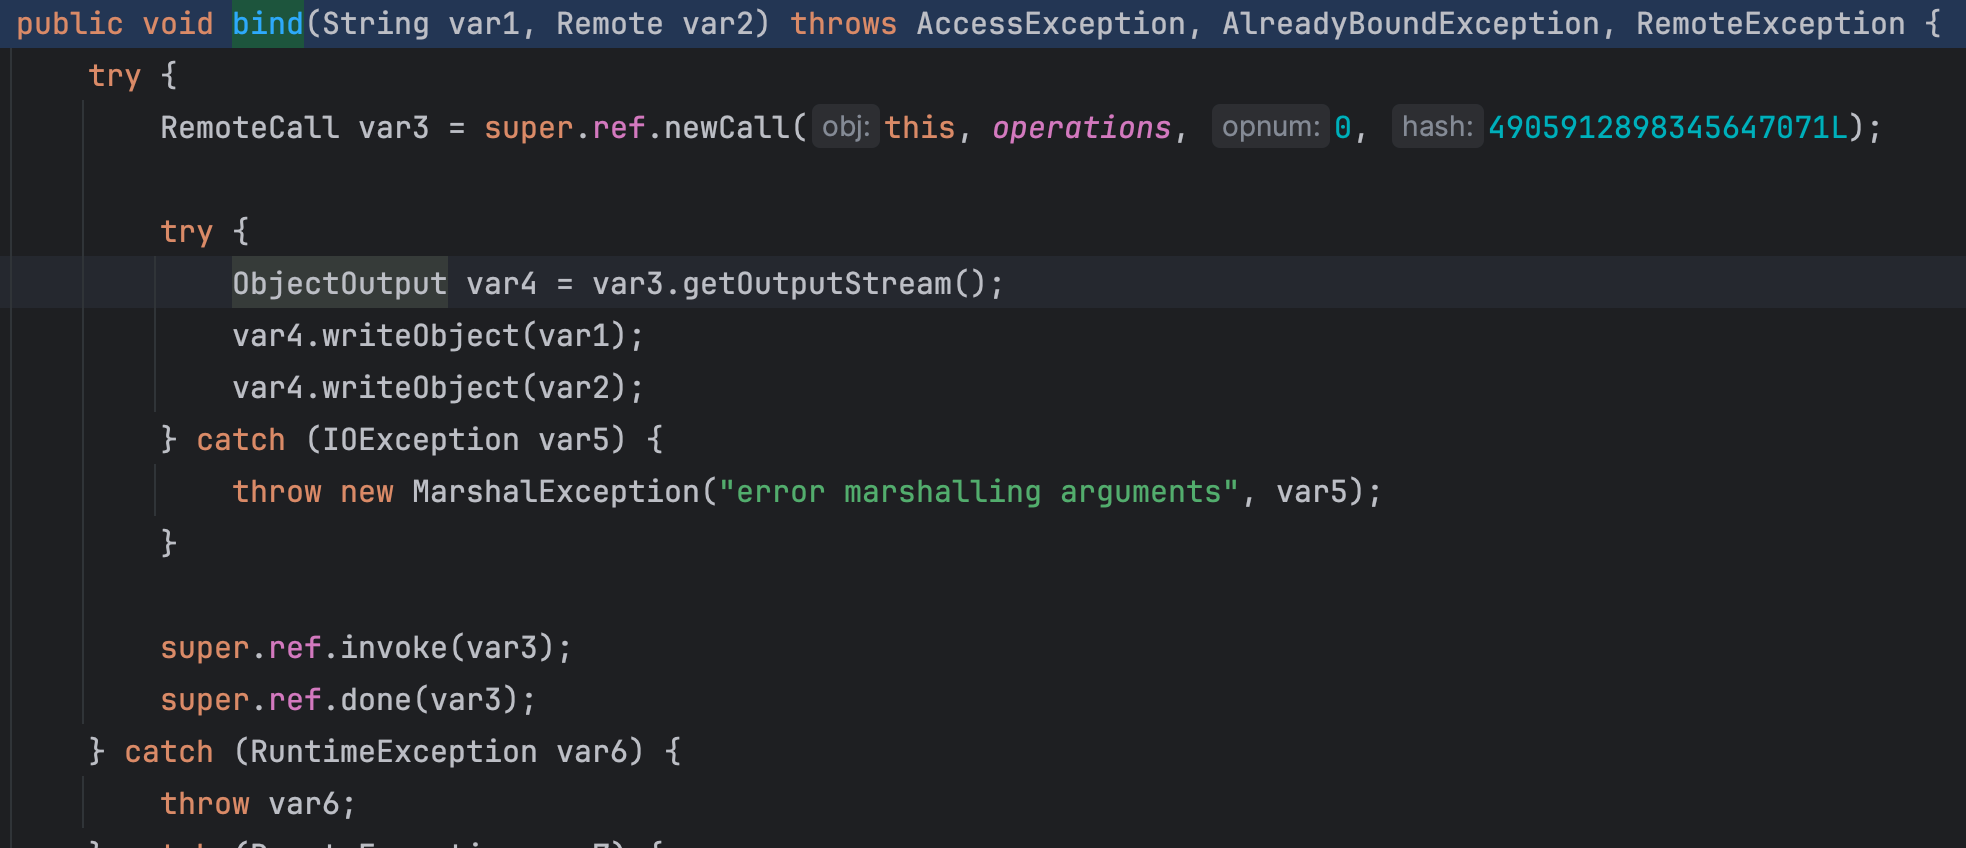 public void bind(String var1, Remote var2) throws AccessException, AlreadyBoundException, RemoteException {
try {
RemoteCall var3 = super.ref.newCall( obj: this, operations, opnum: 0, hash: 4905912898345647071L);
try {
ObjectOutput var4 = var3.getOutputStream();
var4.writeObject(var1);
var4.writeObject(var2);
} catch (IOException var5) {
throw new MarshalException("error marshalling arguments", var5);
}
super.ref.invoke(var3);
super.ref.done(var3);
} catch (RuntimeException var6) {
throw var6;